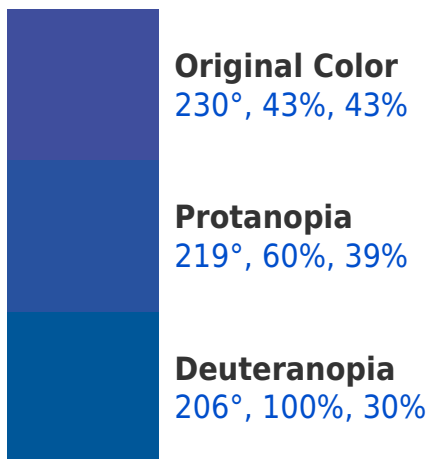 Original Color
230°, 43%, 43%
Protanopia
219°, 60%, 39%
Deuteranopia
206°, 100%, 30%